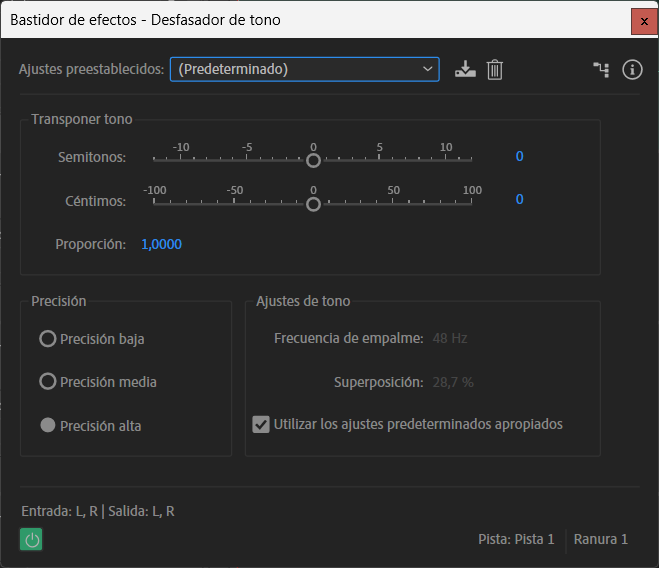 Bastidor de efectos - Desfasador de tono
x
Ajustes preestablecidos: (Predeterminado)
Transponer tono
-10 -5 0 5 10
Semitonos: 0
-100 -50 0 50 100
Céntimos: 0
Proporción: 1,0000
Precisión
Precisión baja
Precisión media
Precisión alta
Ajustes de tono
Frecuencia de empalme: 48 Hz
Superposición: 28,7 %
Utilizar los ajustes predeterminados apropiados
Entrada: L, R | Salida: L, R
Pista: Pista 1 Ranura 1